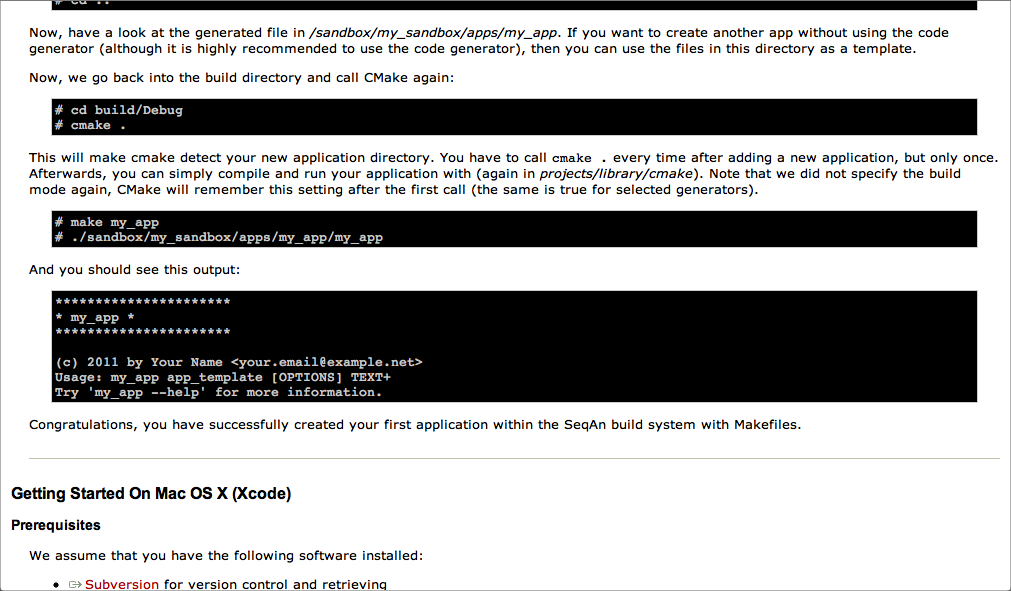 # cd ..
Now, have a look at the generated file in /sandbox/my_sandbox/apps/my_app. If you want to create another app without using the code
generator (although it is highly recommended to use the code generator), then you can use the files in this directory as a template.
Now, we go back into the build directory and call CMake again:
# cd build/Debug
# cmake .
This will make cmake detect your new application directory. You have to call cmake . every time after adding a new application, but only once.
Afterwards, you can simply compile and run your application with (again in projects/library/cmake). Note that we did not specify the build
mode again, CMake will remember this setting after the first call (the same is true for selected generators).
# make my_app
# ./sandbox/my_sandbox/apps/my_app/my_app
And you should see this output:
**********************
* my_app *
**********************
(c) 2011 by Your Name <your.email@example.net>
Usage: my_app app_template [OPTIONS] TEXT+
Try 'my_app --help' for more information.
Congratulations, you have successfully created your first application within the SeqAn build system with Makefiles.
Getting Started On Mac OS X (Xcode)
Prerequisites
We assume that you have the following software installed:
• Subversion for version control and retrieving